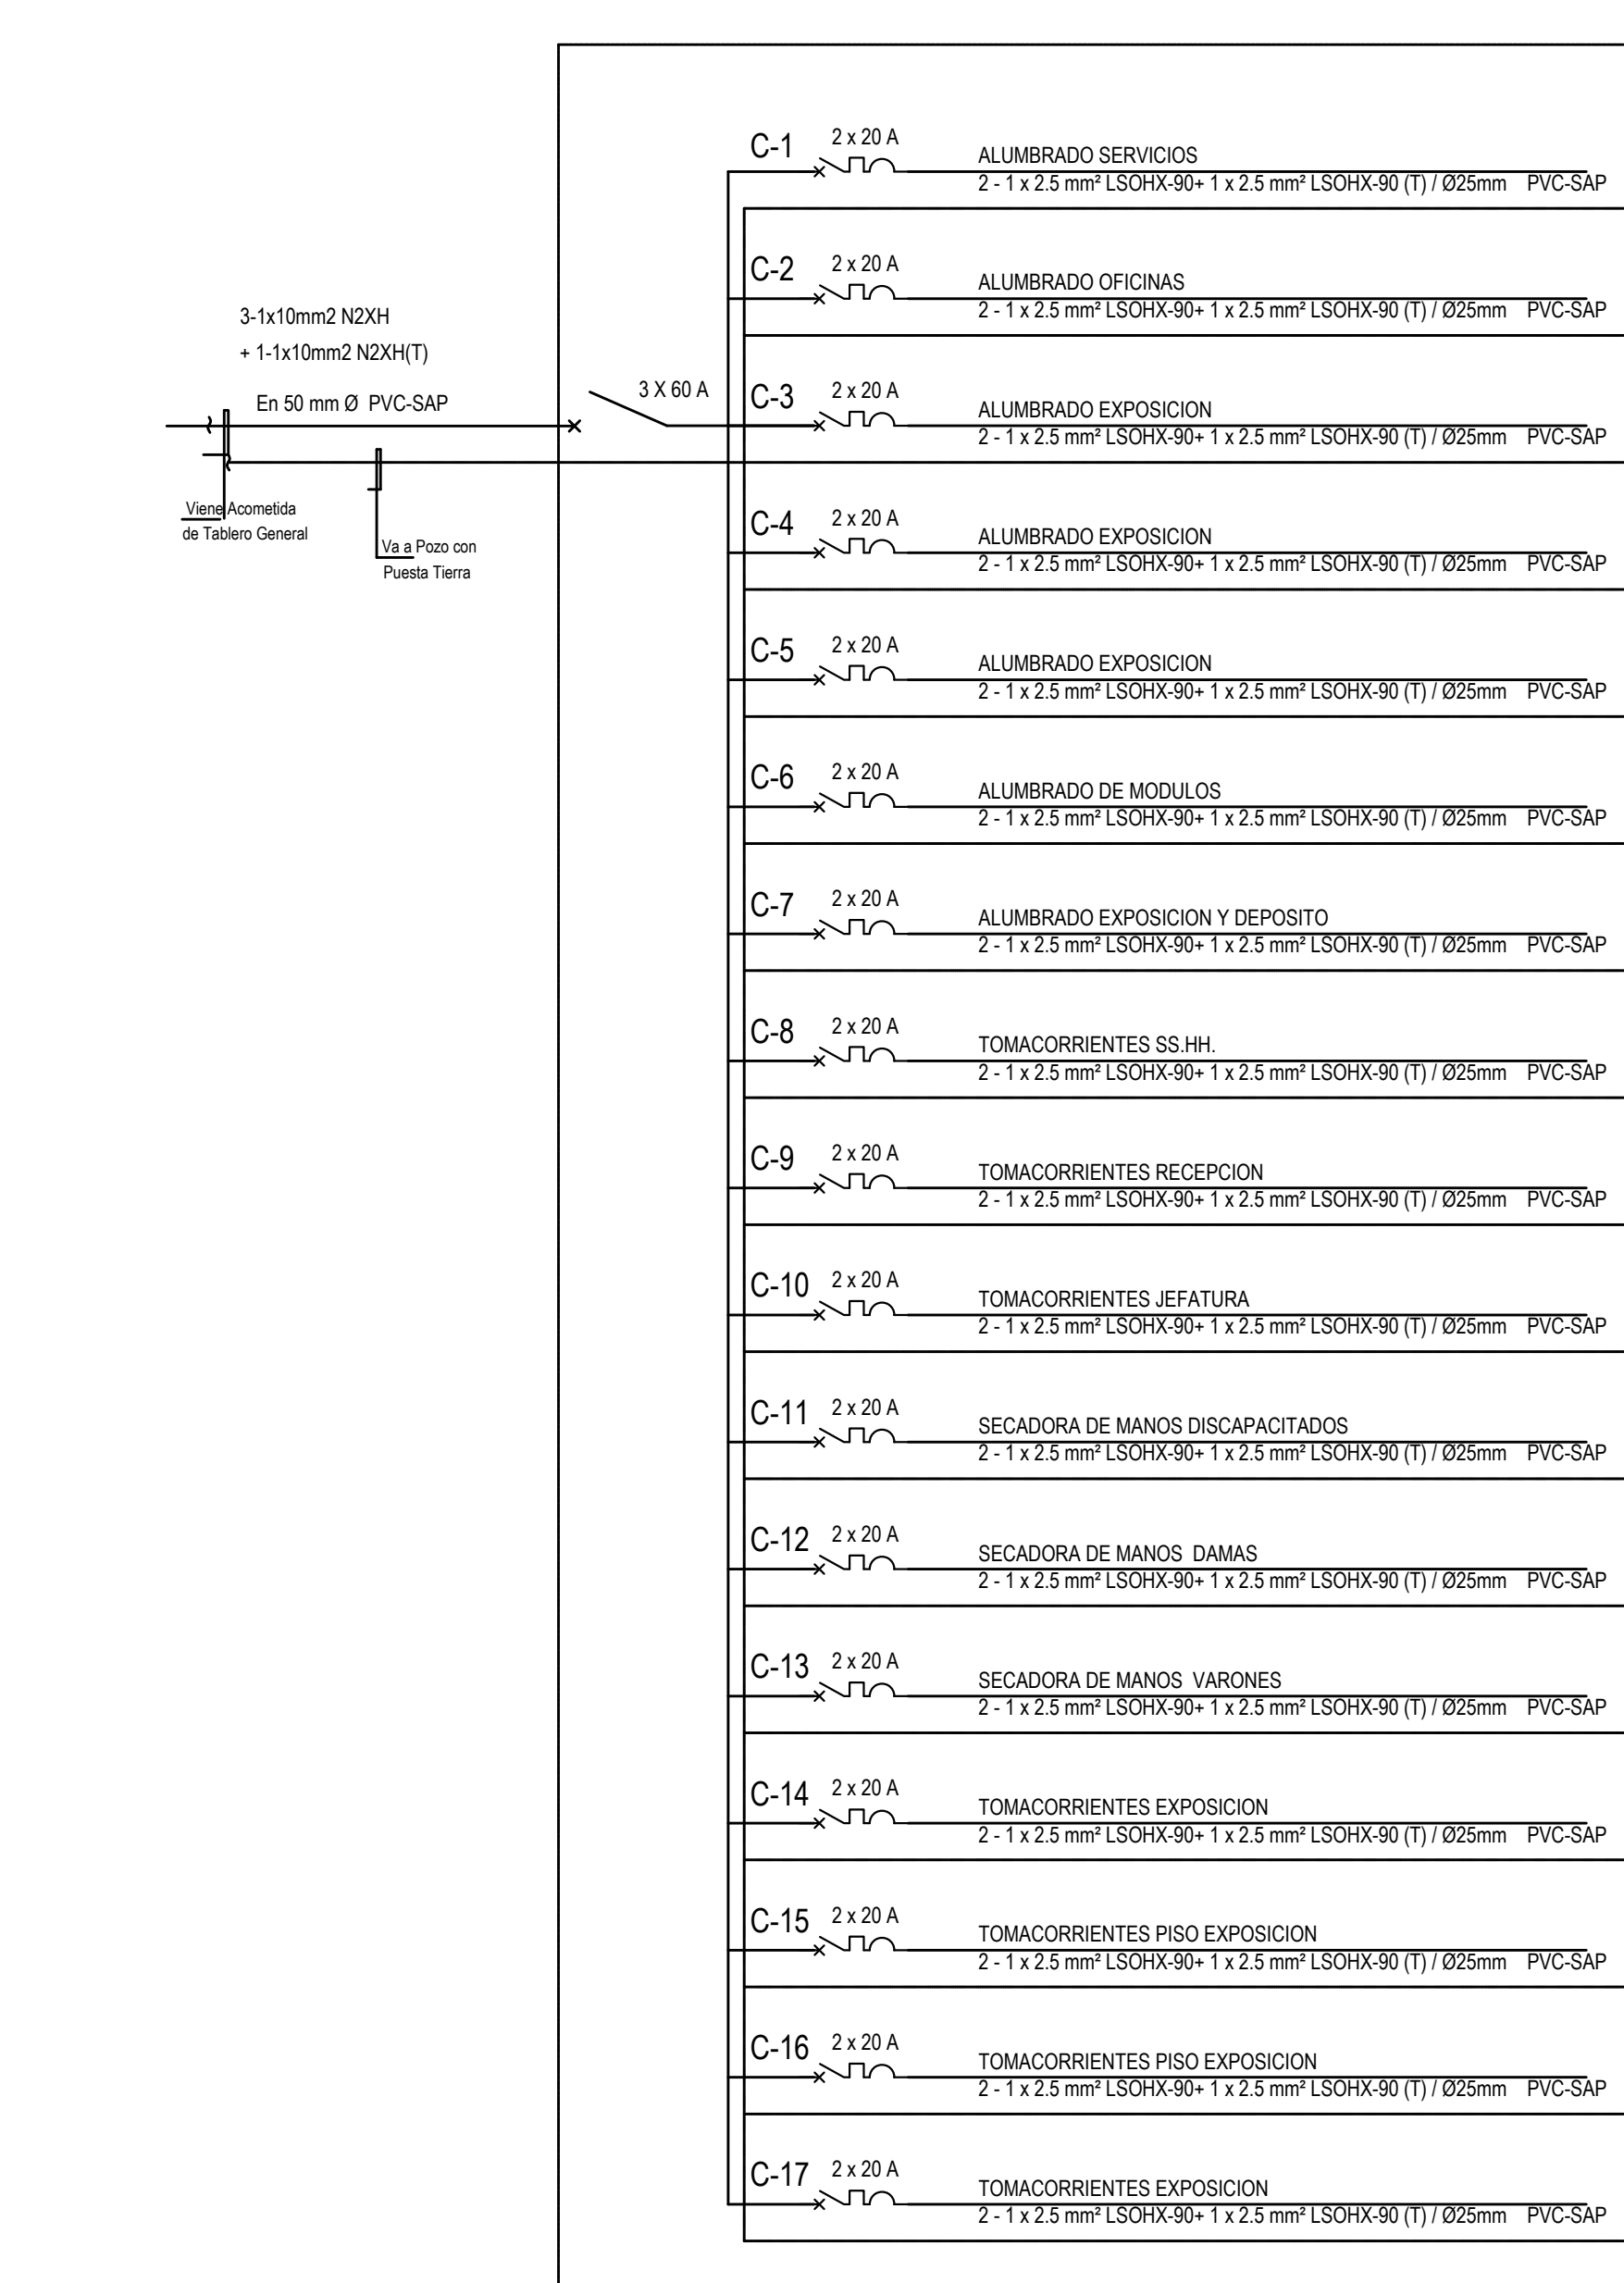 C-1 2 x 20 A
ALUMBRADO SERVICIOS
2 - 1 x 2.5 mm² LSOHX-90+ 1 x 2.5 mm² LSOHX-90 (T) / Ø25mm PVC-SAP
C-2 2 x 20 A
ALUMBRADO OFICINAS
2 - 1 x 2.5 mm² LSOHX-90+ 1 x 2.5 mm² LSOHX-90 (T) / Ø25mm PVC-SAP
3-1x10mm2 N2XH
+ 1-1x10mm2 N2XH(T)
En 50 mm Ø PVC-SAP
3 X 60 A
Viene Acometida
de Tablero General
Va a Pozo con
Puesta Tierra
C-3 2 x 20 A
ALUMBRADO EXPOSICION
2 - 1 x 2.5 mm² LSOHX-90+ 1 x 2.5 mm² LSOHX-90 (T) / Ø25mm PVC-SAP
C-4 2 x 20 A
ALUMBRADO EXPOSICION
2 - 1 x 2.5 mm² LSOHX-90+ 1 x 2.5 mm² LSOHX-90 (T) / Ø25mm PVC-SAP
C-5 2 x 20 A
ALUMBRADO EXPOSICION
2 - 1 x 2.5 mm² LSOHX-90+ 1 x 2.5 mm² LSOHX-90 (T) / Ø25mm PVC-SAP
C-6 2 x 20 A
ALUMBRADO DE MODULOS
2 - 1 x 2.5 mm² LSOHX-90+ 1 x 2.5 mm² LSOHX-90 (T) / Ø25mm PVC-SAP
C-7 2 x 20 A
ALUMBRADO EXPOSICION Y DEPOSITO
2 - 1 x 2.5 mm² LSOHX-90+ 1 x 2.5 mm² LSOHX-90 (T) / Ø25mm PVC-SAP
C-8 2 x 20 A
TOMACORRIENTES SS.HH.
2 - 1 x 2.5 mm² LSOHX-90+ 1 x 2.5 mm² LSOHX-90 (T) / Ø25mm PVC-SAP
C-9 2 x 20 A
TOMACORRIENTES RECEPCION
2 - 1 x 2.5 mm² LSOHX-90+ 1 x 2.5 mm² LSOHX-90 (T) / Ø25mm PVC-SAP
C-10 2 x 20 A
TOMACORRIENTES JEFATURA
2 - 1 x 2.5 mm² LSOHX-90+ 1 x 2.5 mm² LSOHX-90 (T) / Ø25mm PVC-SAP
C-11 2 x 20 A
SECADORA DE MANOS DISCAPACITADOS
2 - 1 x 2.5 mm² LSOHX-90+ 1 x 2.5 mm² LSOHX-90 (T) / Ø25mm PVC-SAP
C-12 2 x 20 A
SECADORA DE MANOS DAMAS
2 - 1 x 2.5 mm² LSOHX-90+ 1 x 2.5 mm² LSOHX-90 (T) / Ø25mm PVC-SAP
C-13 2 x 20 A
SECADORA DE MANOS VARONES
2 - 1 x 2.5 mm² LSOHX-90+ 1 x 2.5 mm² LSOHX-90 (T) / Ø25mm PVC-SAP
C-14 2 x 20 A
TOMACORRIENTES EXPOSICION
2 - 1 x 2.5 mm² LSOHX-90+ 1 x 2.5 mm² LSOHX-90 (T) / Ø25mm PVC-SAP
C-15 2 x 20 A
TOMACORRIENTES PISO EXPOSICION
2 - 1 x 2.5 mm² LSOHX-90+ 1 x 2.5 mm² LSOHX-90 (T) / Ø25mm PVC-SAP
C-16 2 x 20 A
TOMACORRIENTES PISO EXPOSICION
2 - 1 x 2.5 mm² LSOHX-90+ 1 x 2.5 mm² LSOHX-90 (T) / Ø25mm PVC-SAP
C-17 2 x 20 A
TOMACORRIENTES EXPOSICION
2 - 1 x 2.5 mm² LSOHX-90+ 1 x 2.5 mm² LSOHX-90 (T) / Ø25mm PVC-SAP